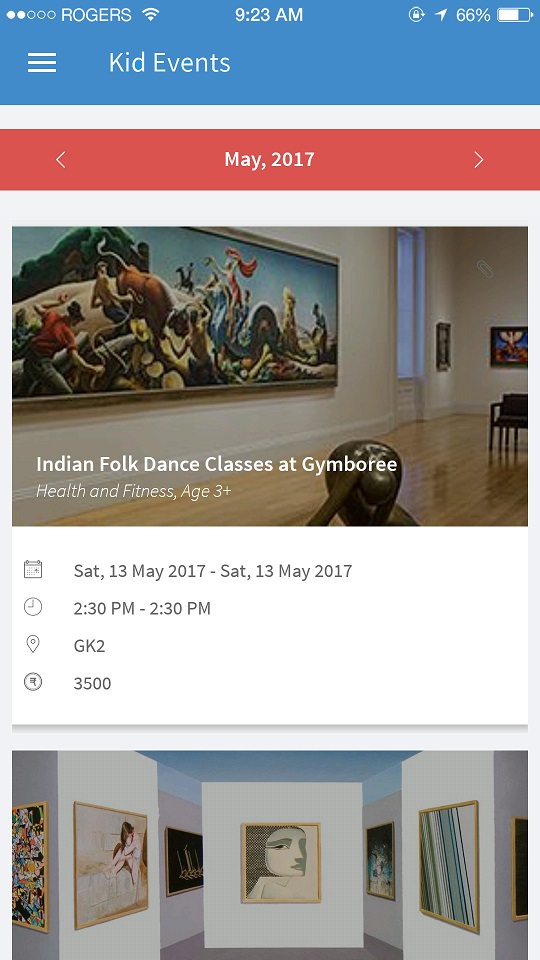 ROGERS 9:23 AM 66%
Kid Events
May, 2017
Indian Folk Dance Classes at Gymboree
Health and Fitness, Age 3+
Sat, 13 May 2017 - Sat, 13 May 2017
2:30 PM - 2:30 PM
GK2
₹ 3500